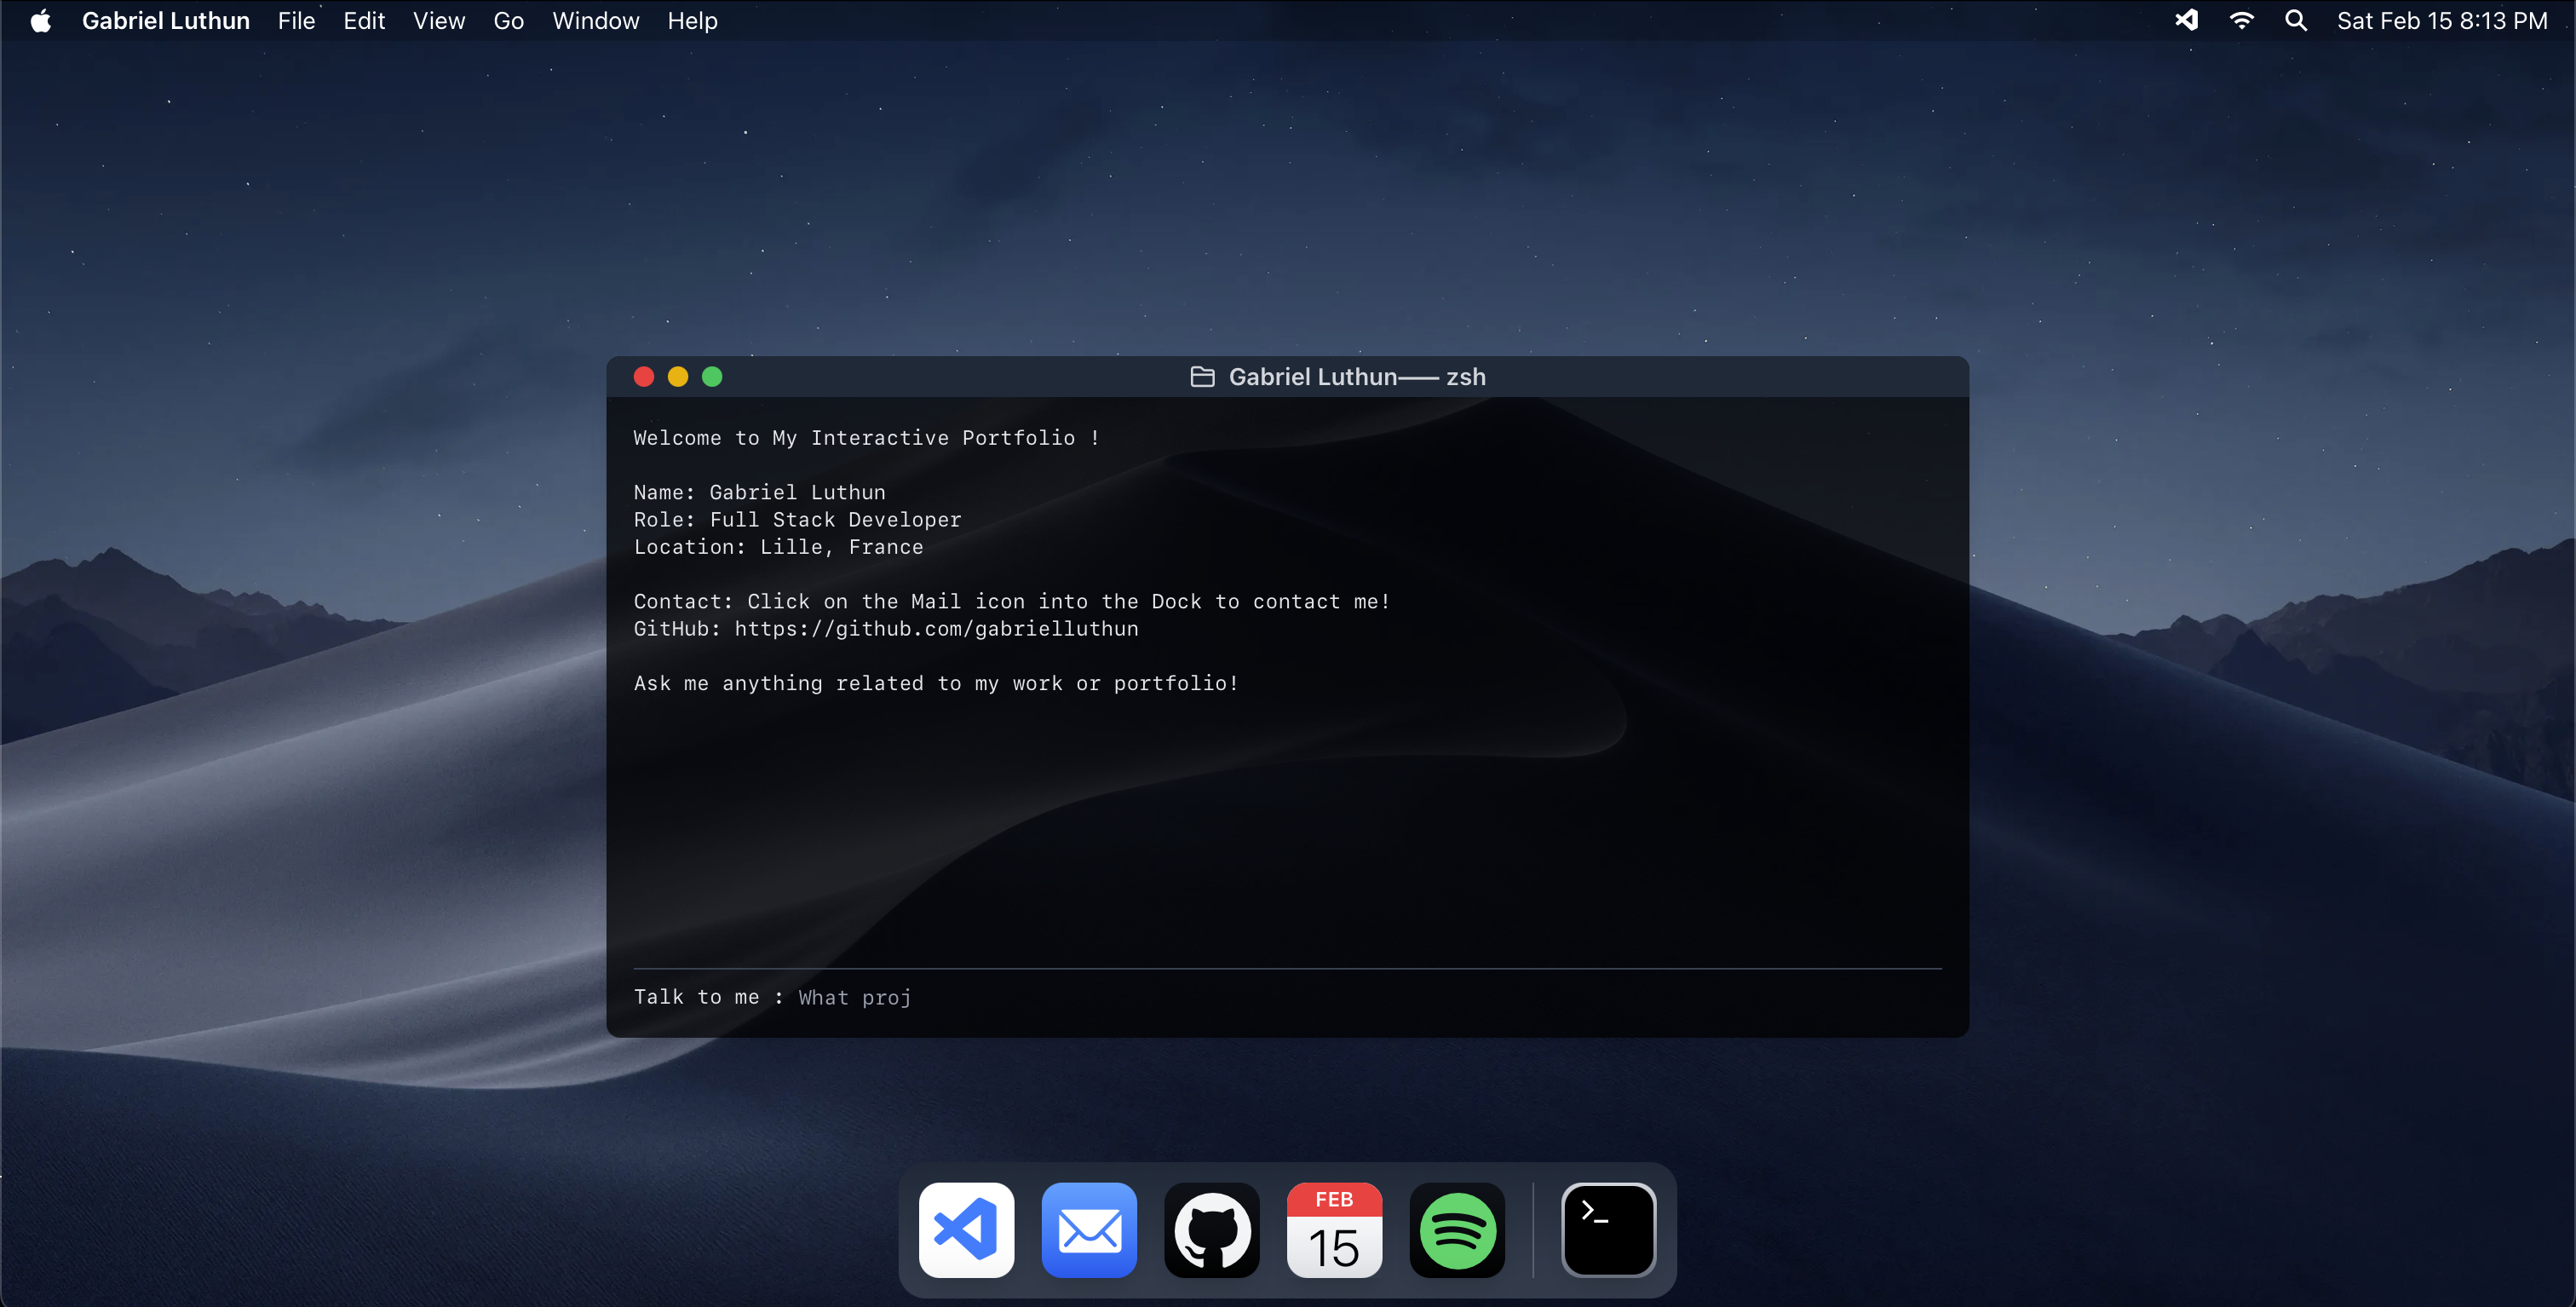 Gabriel Luthun File Edit View Go Window Help Sat Feb 15 8:13 PM
Gabriel Luthun—— zsh
Welcome to My Interactive Portfolio !
Name: Gabriel Luthun
Role: Full Stack Developer
Location: Lille, France
Contact: Click on the Mail icon into the Dock to contact me!
GitHub: https://github.com/gabrielluthun
Ask me anything related to my work or portfolio!
Talk to me : What proj
FEB
15
>_